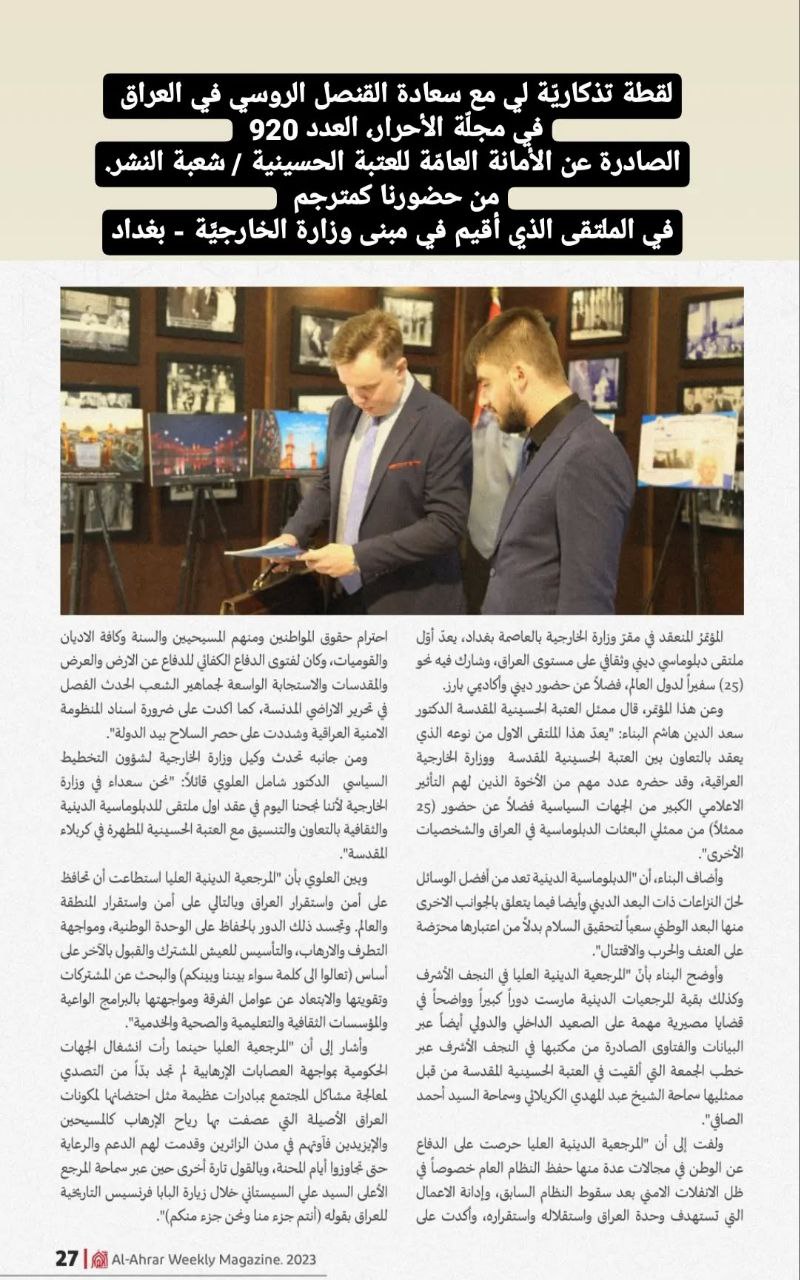 لقطة تذكاريّة لي مع سعادة القنصل الروسي في العراق
في مجلّة الأحرار، العدد 920
الصادرة عن الأمانة العامّة للعتبة الحسينية / شعبة النشر.
من حضورنا كمترجم
في الملتقى الذي أقيم في مبنى وزارة الخارجيَّة - بغداد
المؤتمرُ المنعقد في مقرّ وزارة الخارجية بالعاصمة بغداد، يعدّ أوّل
ملتقى دبلوماسي ديني وثقافي على مستوى العراق، وشارك فيه نحو
(25) سفيراً لدول العالم، فضلاً عن حضور ديني وأكاديمي بارز.
وعن هذا المؤتمر، قال ممثل العتبة الحسينية المقدسة الدكتور
سعد الدين هاشم البناء: "يعدّ هذا الملتقى الاول من نوعه الذي
يعقد بالتعاون بين العتبة الحسينية المقدسة ووزارة الخارجية
العراقية، وقد حضره عدد مهم من الأخوة الذين لهم التأثير
الاعلامي الكبير من الجهات السياسية فضلاً عن حضور (25
ممثلاً) من ممثلي البعثات الدبلوماسية في العراق والشخصيات
الأخرى".
وأضاف البناء، أن "الدبلوماسية الدينية تعد من أفضل الوسائل
لحلّ النزاعات ذات البعد الديني وأيضا فيما يتعلق بالجوانب الاخرى
منها البعد الوطني سعياً لتحقيق السلام بدلاً من اعتبارها محرّضة
على العنف والحرب والاقتتال".
وأوضح البناء بأنّ "المرجعية الدينية العليا في النجف الأشرف
وكذلك بقية المرجعيات الدينية مارست دوراً كبيراً وواضحاً في
قضايا مصيرية مهمة على الصعيد الداخلي والدولي أيضاً عبر
البيانات والفتاوى الصادرة من مكتبها في النجف الأشرف عبر
خطب الجمعة التي ألقيت في العتبة الحسينية المقدسة من قبل
ممثليها سماحة الشيخ عبد المهدي الكربلائي وسماحة السيد أحمد
الصافي".
ولفت إلى أن "المرجعية الدينية العليا حرصت على الدفاع
عن الوطن في مجالات عدة منها حفظ النظام العام خصوصاً في
ظل الانفلات الامني بعد سقوط النظام السابق، وإدانة الاعمال
التي تستهدف وحدة العراق واستقلاله واستقراره، وأكدت على
احترام حقوق المواطنين ومنهم المسيحيين والسنة وكافة الاديان
والقوميات، وكان لفتوى الدفاع الكفائي للدفاع عن الارض والعرض
والمقدسات والاستجابة الواسعة لجماهير الشعب الحدث الفصل
في تحرير الاراضي المدنسة، كما اكدت على ضرورة اسناد المنظومة
الامنية العراقية وشددت على حصر السلاح بيد الدولة".
ومن جانبه تحدث وكيل وزارة الخارجية لشؤون التخطيط
السياسي الدكتور شامل العلوي قائلاً: "نحن سعداء في وزارة
الخارجية لأننا نجحنا اليوم في عقد اول ملتقى للدبلوماسية الدينية
والثقافية بالتعاون والتنسيق مع العتبة الحسينية المطهرة في كربلاء
المقدسة".
وبين العلوي بأن "المرجعية الدينية العليا استطاعت أن تحافظ
على أمن واستقرار العراق وبالتالي على أمن واستقرار المنطقة
والعالم. وتجسد ذلك الدور بالحفاظ على الوحدة الوطنية، ومواجهة
التطرف والارهاب، والتأسيس للعيش المشترك والقبول بالآخر على
أساس (تعالوا الى كلمة سواء بيننا وبينكم) والبحث عن المشتركات
وتقويتها والابتعاد عن عوامل الفرقة ومواجهتها بالبرامج الواعية
والمؤسسات الثقافية والتعليمية والصحية والخدمية".
وأشار إلى أن "المرجعية العليا حينما رأت انشغال الجهات
الحكومية بمواجهة العصابات الإرهابية لم تجد بدّاً من التصدي
لمعالجة مشاكل المجتمع بمبادرات عظيمة مثل احتضانها لمكونات
العراق الأصيلة التي عصفت بها رياح الإرهاب كالمسيحين
والإيزيدين فآوتهم في مدن الزائرين وقدمت لهم الدعم والرعاية
حتى تجاوزوا أيام المحنة، وبالقول تارة أخرى حين عبر سماحة المرجع
الأعلى السيد علي السيستاني خلال زيارة البابا فرنسيس التاريخية
للعراق بقوله (أنتم جزء منا ونحن جزء منكم)".
27 Al-Ahrar Weekly Magazine. 2023